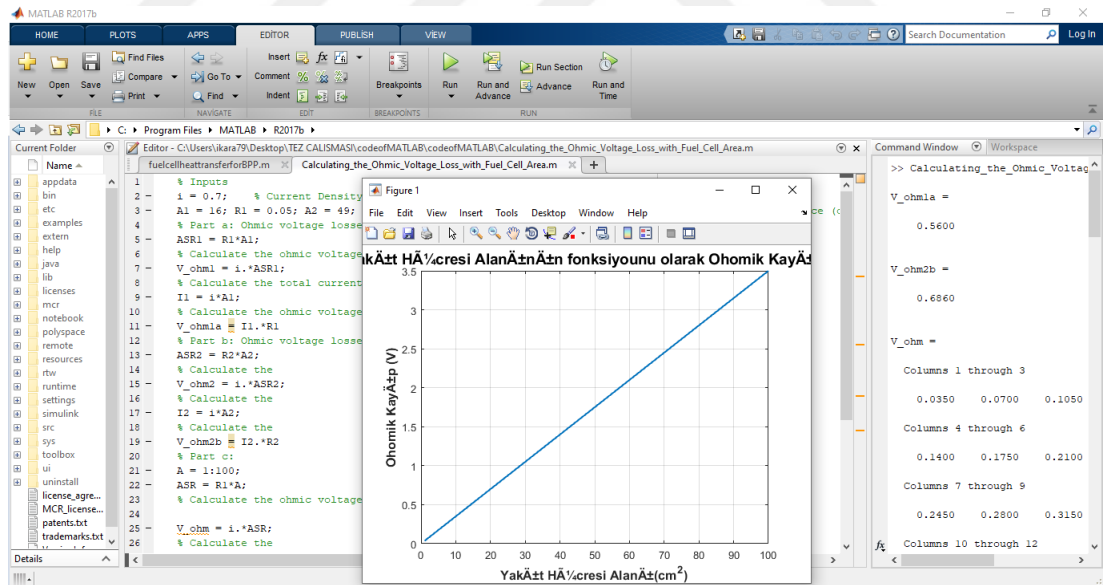 MATLAB R2017b
HOME PLOTS APPS EDİTOR PUBLİSH VİEW Search Documentation Log In
New Open Save Find Files Compare Print Go To Find Insert Comment Indent Breakpoints Run Run and Advance Run Section Advance Run and Time
FILE NAVIGATE EDIT BREAKPOINTS RUN
C: Program Files MATLAB R2017b
Current Folder
Name
appdata
bin
etc
examples
extern
help
java
lib
licenses
mcr
notebook
polyspace
remote
resources
rtw
runtime
settings
simulink
src
sys
toolbox
ui
uninstall
license_agre...
MCR_license...
patents.txt
trademarks.txt
Details
Editor - C:\Users\ikara79\Desktop\TEZ CALISMASI\codeofMATLAB\codeofMATLAB\Calculating_the_Ohmic_Voltage_Loss_with_Fuel_Cell_Area.m
fuelcellheattransferforBPP.m Calculating_the_Ohmic_Voltage_Loss_with_Fuel_Cell_Area.m
1 % Inputs
2 – i = 0.7; % Current Density
3 – A1 = 16; R1 = 0.05; A2 = 49;
4 % Part a: Ohmic voltage losse
5 – ASR1 = R1*A1;
6 % Calculate the ohmic voltage
7 – V_ohm1 = i.*ASR1;
8 % Calculate the total current
9 – I1 = i*A1;
10 % Calculate the ohmic voltage
11 – V_ohm1a = I1.*R1
12 % Part b: Ohmic voltage losse
13 – ASR2 = R2*A2;
14 % Calculate the
15 – V_ohm2 = i.*ASR2;
16 % Calculate the
17 – I2 = i*A2;
18 % Calculate the
19 – V_ohm2b = I2.*R2
20 % Part c:
21 – A = 1:100;
22 – ASR = R1*A;
23 % Calculate the ohmic voltage
24
25 – V_ohm = i.*ASR;
26 % Calculate the
Figure 1
File Edit View Insert Tools Desktop Window Help
kÄ±t HÃ¼cresi AlanÄ±nÄ±n fonksiyounu olarak Ohomik KayÄ±
3.5
3
2.5
2
1.5
1
0.5
0
Ohomik KayÄ±p (V)
0 10 20 30 40 50 60 70 80 90 100
YakÄ±t HÃ¼cresi AlanÄ±(cm²)
Command Window Workspace
>> Calculating_the_Ohmic_Voltag
V_ohm1a =
0.5600
V_ohm2b =
0.6860
V_ohm =
Columns 1 through 3
0.0350 0.0700 0.1050
Columns 4 through 6
0.1400 0.1750 0.2100
Columns 7 through 9
0.2450 0.2800 0.3150
fx Columns 10 through 12